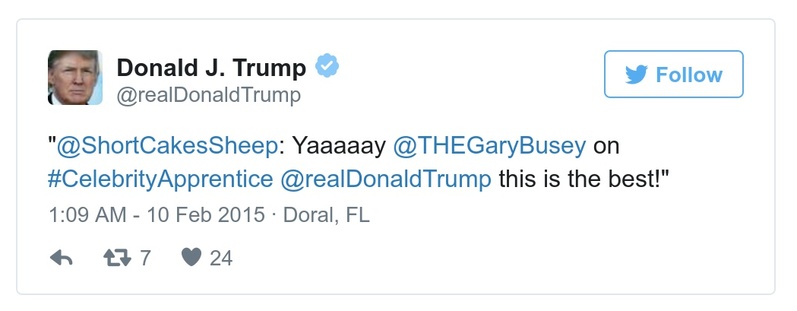 Donald J. Trump
@realDonaldTrump
Follow
"@ShortCakesSheep: Yaaaaay @THEGaryBusey on
#CelebrityApprentice @realDonaldTrump this is the best!"
1:09 AM - 10 Feb 2015 · Doral, FL
7 24